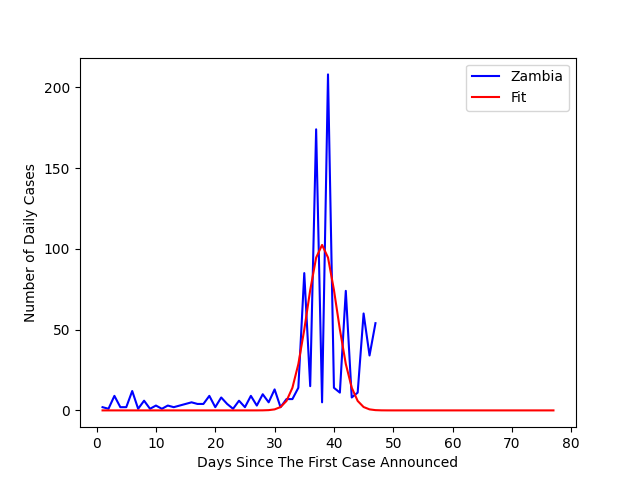 Zambia
Fit
Number of Daily Cases
200
150
100
50
0
0 10 20 30 40 50 60 70 80
Days Since The First Case Announced